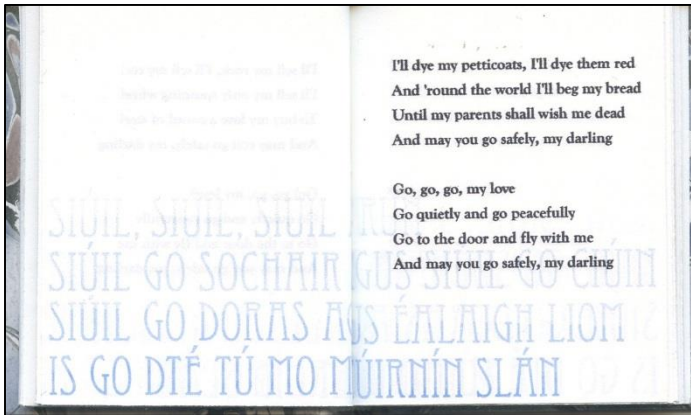 I'll dye my petticoats, I'll dye them red
And 'round the world I'll beg my bread
Until my parents shall wish me dead
And may you go safely, my darling
Go, go, go, my love
Go quietly and go peacefully
Go to the door and fly with me
And may you go safely, my darling
SIÚIL, SIÚIL, SIÚIL RÚN
SIÚIL GO SOCHAIR GUS SIÚIL GO CIÚIN
SIÚIL GO DORAS AGUS ÉALAIGH LIOM
IS GO DTÉ TÚ MO MÚIRNÍN SLÁN